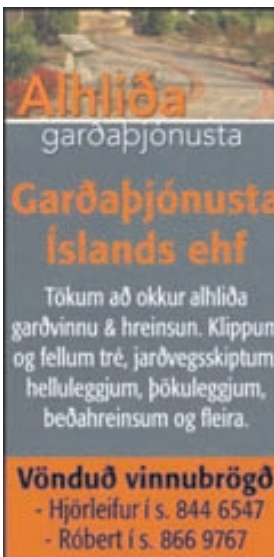 Alhliða
garðaþjónusta
Garðaþjónusta
Íslands ehf
Tökum að okkur alhliða
garðvinnu & hreinsun. Klippum
og fellum tré, jarðvegsskiptum,
helluleggjum, þökuleggjum,
beðahreinsum og fleira.
Vönduð vinnubrögð
- Hjörleifur í s. 844 6547
- Róbert í s. 866 9767